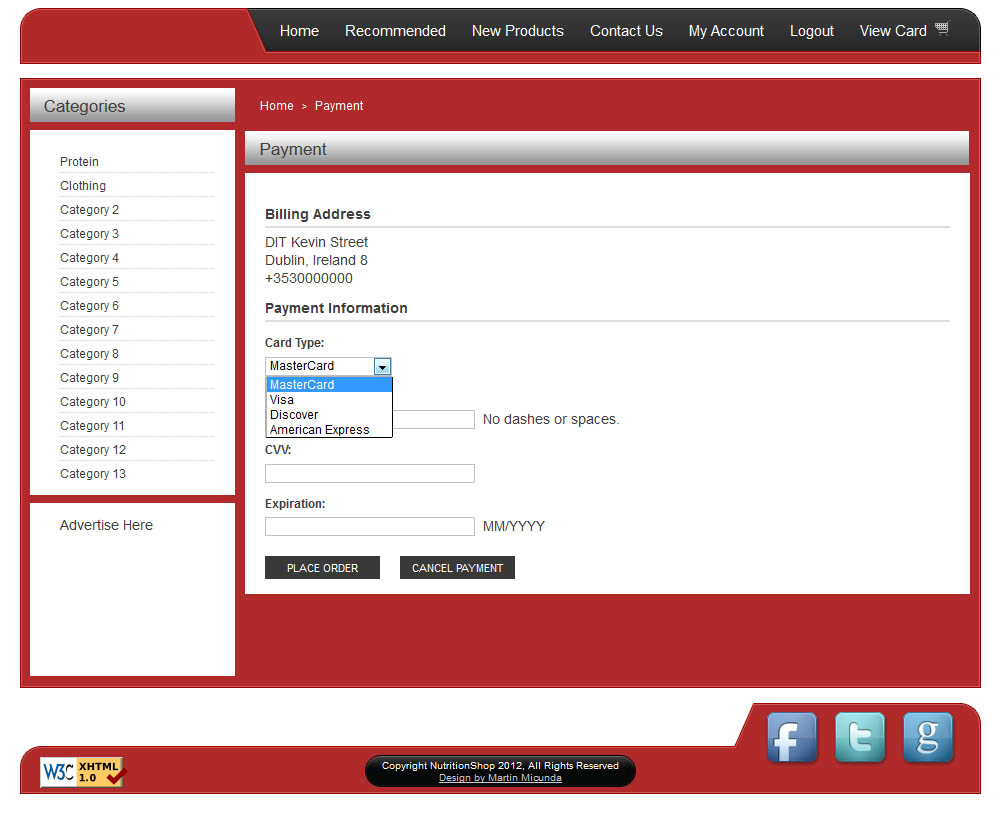 Home Recommended New Products Contact Us My Account Logout View Card
Categories
Protein
Clothing
Category 2
Category 3
Category 4
Category 5
Category 6
Category 7
Category 8
Category 9
Category 10
Category 11
Category 12
Category 13
Advertise Here
Home > Payment
Payment
Billing Address
DIT Kevin Street
Dublin, Ireland 8
+3530000000
Payment Information
Card Type:
MasterCard
MasterCard
Visa
Discover
American Express
No dashes or spaces.
CVV:
Expiration:
MM/YYYY
PLACE ORDER CANCEL PAYMENT
f t g
W3C XHTML 1.0
Copyright NutritionShop 2012, All Rights Reserved
Design by Martin Micunda